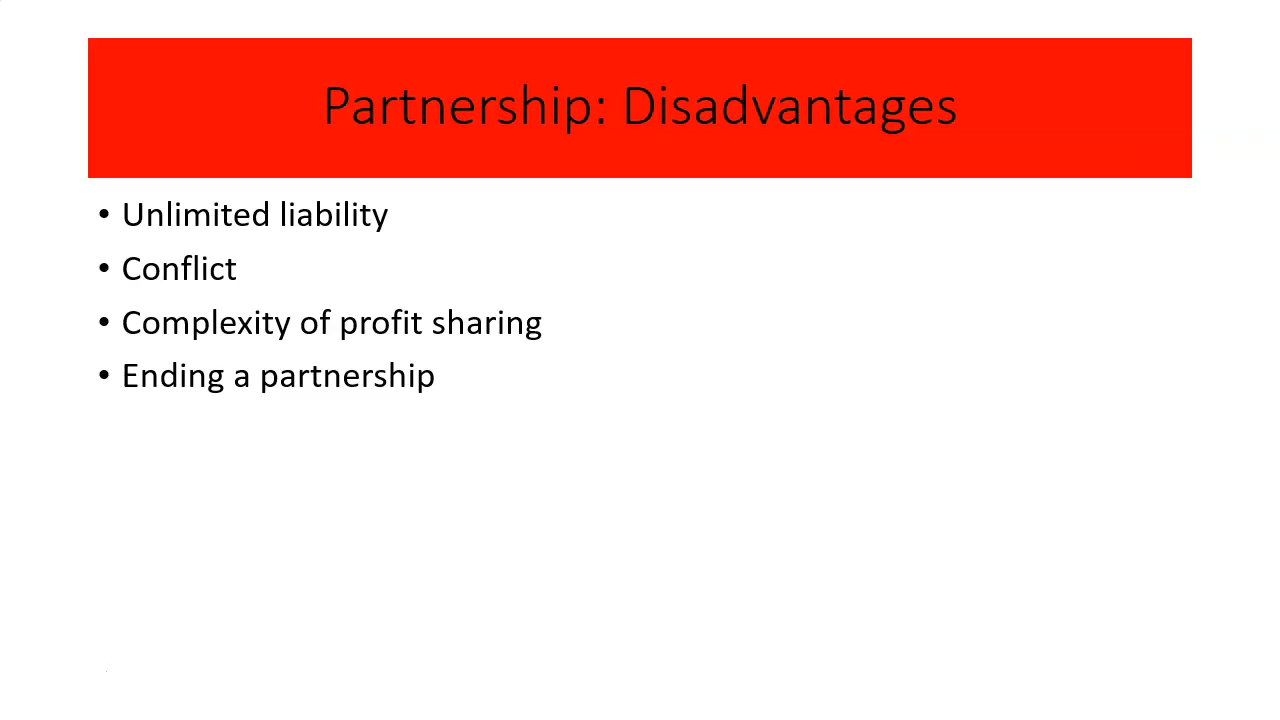 Partnership: Disadvantages
• Unlimited liability
• Conflict
• Complexity of profit sharing
• Ending a partnership